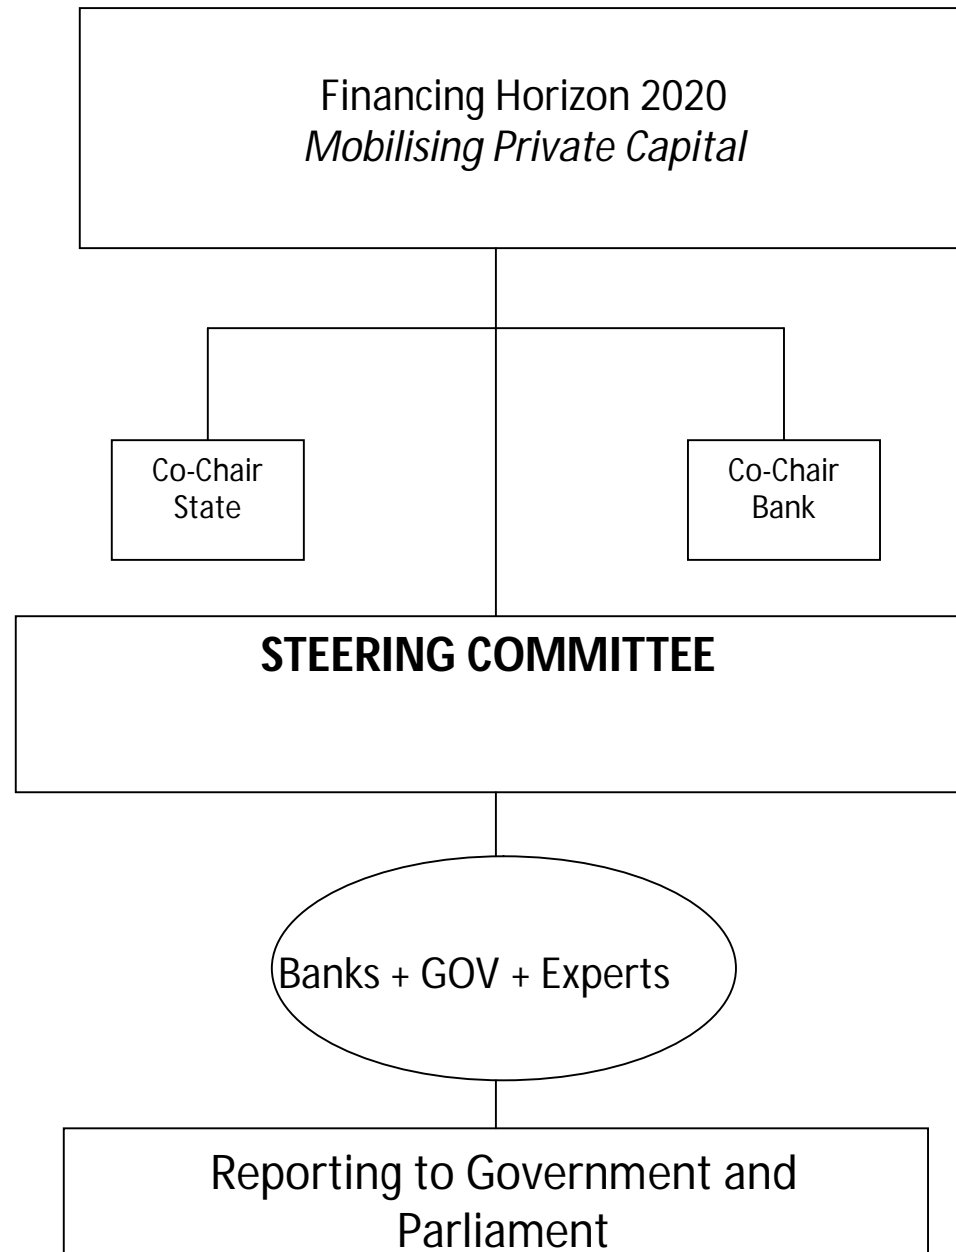 Financing Horizon 2020
Mobilising Private Capital
Co-Chair
State
Co-Chair
Bank
STEERING COMMITTEE
Banks + GOV + Experts
Reporting to Government and
Parliament